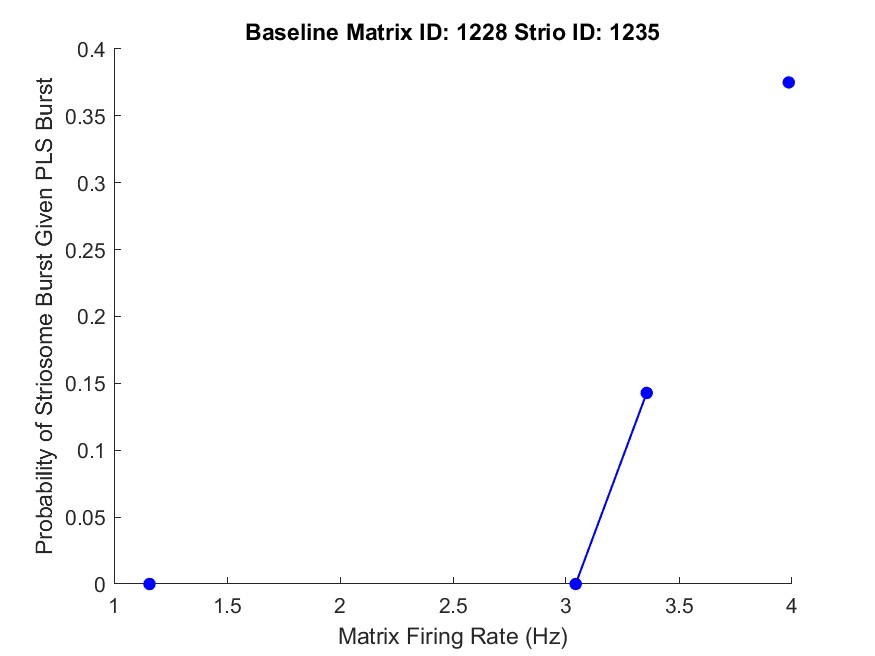 Baseline Matrix ID: 1228 Strio ID: 1235
Probability of Striosome Burst Given PLS Burst
0.4
0.35
0.3
0.25
0.2
0.15
0.1
0.05
0
1 1.5 2 2.5 3 3.5 4
Matrix Firing Rate (Hz)